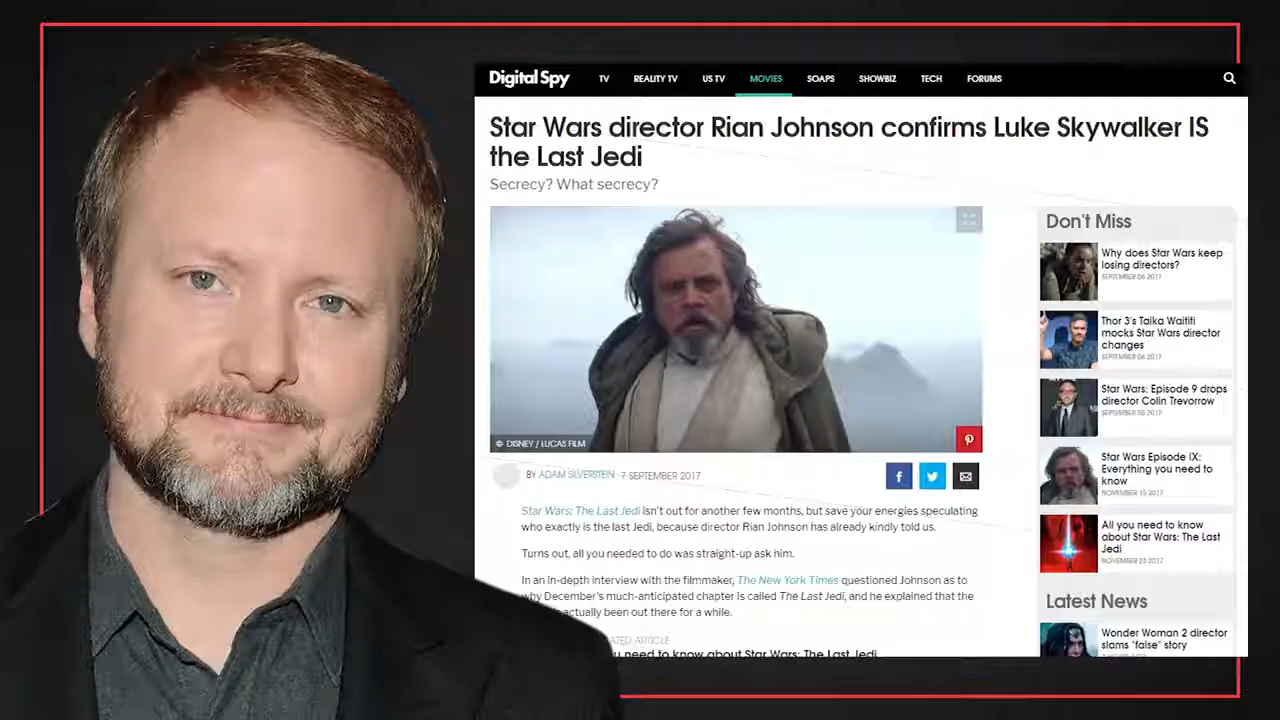 Digital Spy
TV REALITY TV US TV MOVIES SOAPS SHOWBIZ TECH FORUMS
Star Wars director Rian Johnson confirms Luke Skywalker IS
the Last Jedi
Secrecy? What secrecy?
© DISNEY / LUCAS FILM
BY ADAM SILVERSTEIN 7 SEPTEMBER 2017
Star Wars: The Last Jedi isn't out for another few months, but save your energies speculating
who exactly is the last Jedi, because director Rian Johnson has already kindly told us.
Turns out, all you needed to do was straight-up ask him.
In an in-depth interview with the filmmaker, The New York Times questioned Johnson as to
why December's much-anticipated chapter is called The Last Jedi, and he explained that the
actually been out there for a while.
ARTICLE
need to know about Star Wars: The Last Jedi
Don't Miss
Why does Star Wars keep
losing directors?
SEPTEMBER 06 2017
Thor 3's Taika Waititi
mocks Star Wars director
changes
SEPTEMBER 06 2017
Star Wars: Episode 9 drops
director Colin Trevorrow
SEPTEMBER 05 2017
Star Wars Episode IX:
Everything you need to
know
NOVEMBER 15 2017
All you need to know
about Star Wars: The Last
Jedi
NOVEMBER 23 2017
Latest News
Wonder Woman 2 director
slams "false" story